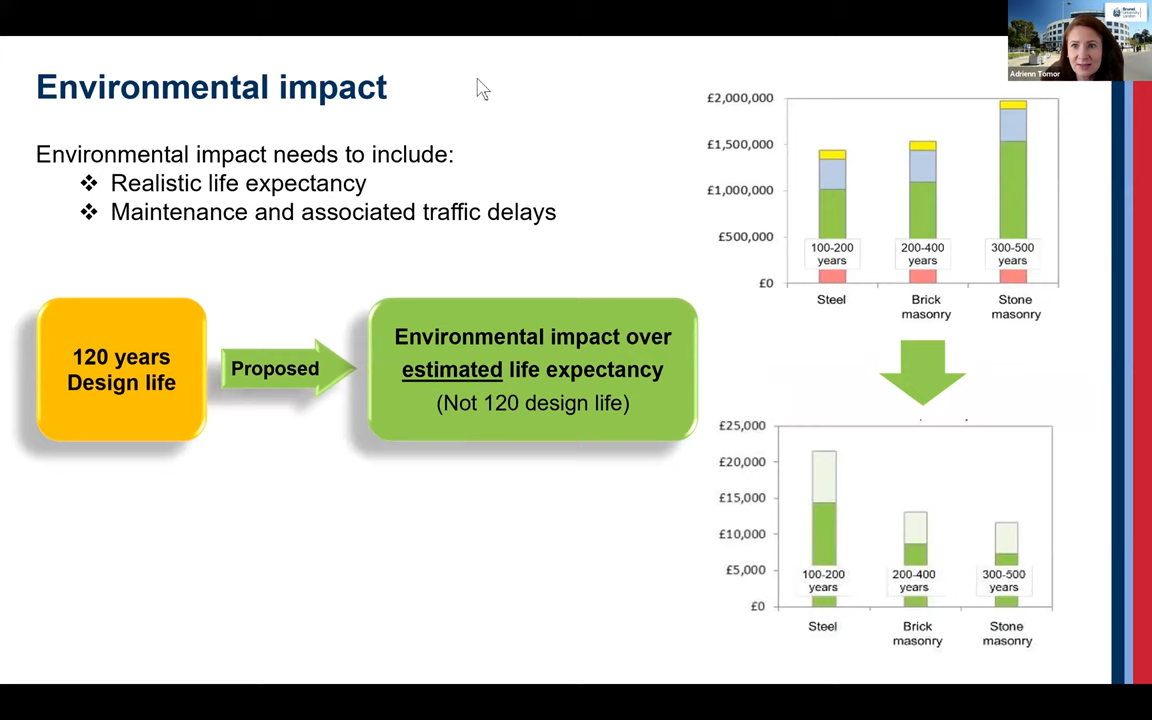 Environmental impact
Environmental impact needs to include:
❖ Realistic life expectancy
❖ Maintenance and associated traffic delays
120 years
Design life
Proposed
Environmental impact over
estimated life expectancy
(Not 120 design life)
Brunel
University
London
Adrienn Tomor
£2,000,000
£1,500,000
£1,000,000
£500,000
£0
100-200
years
200-400
years
300-500
years
Steel
Brick
masonry
Stone
masonry
£25,000
£20,000
£15,000
£10,000
£5,000
£0
100-200
years
200-400
years
300-500
years
Steel
Brick
masonry
Stone
masonry